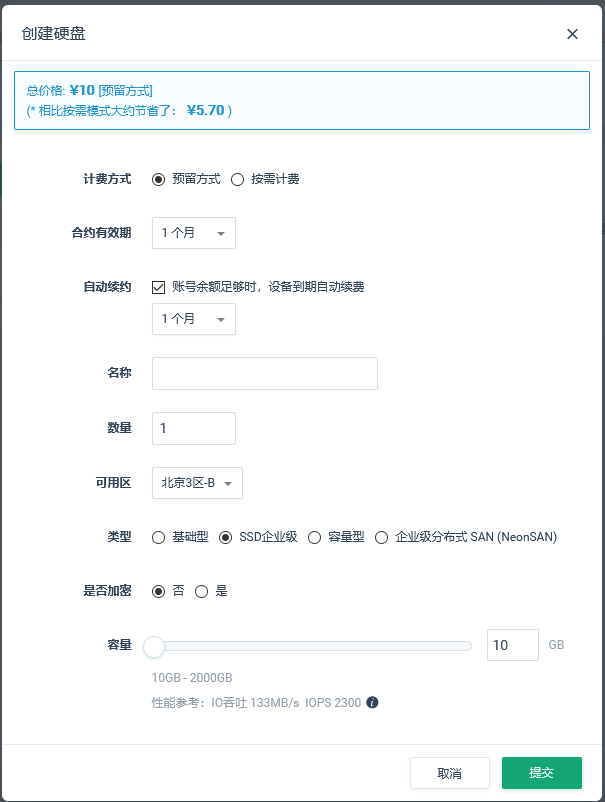 创建硬盘
总价格: ¥10 [预留方式]
(* 相比按需模式大约节省了： ¥5.70 )
计费方式 预留方式 按需计费
合约有效期 1 个月
自动续约 账号余额足够时，设备到期自动续费
1 个月
名称
数量 1
可用区 北京3区-B
类型 基础型 SSD企业级 容量型 企业级分布式 SAN (NeonSAN)
是否加密 否 是
容量 10 GB
10GB - 2000GB
性能参考：IO吞吐 133MB/s IOPS 2300
取消 提交